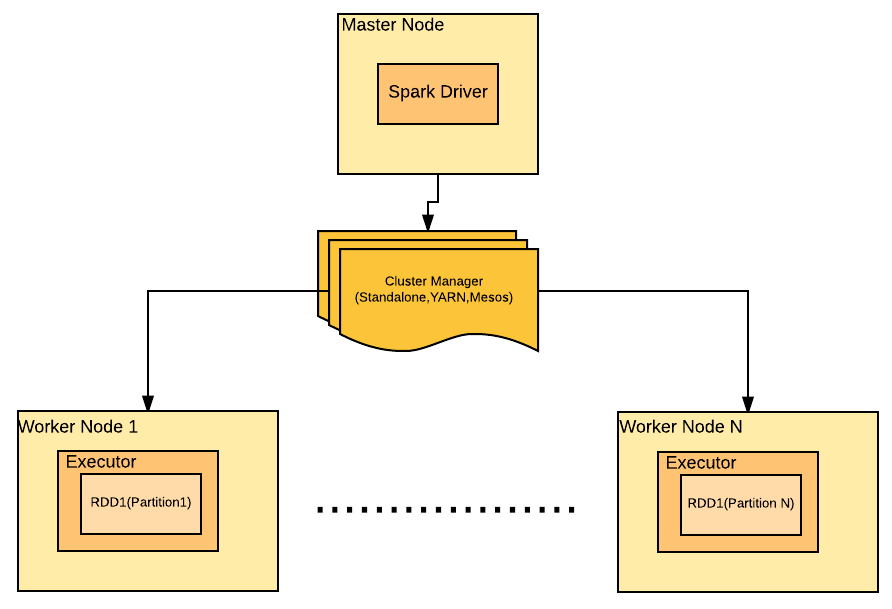 Master Node
Spark Driver
Cluster Manager
(Standalone,YARN,Mesos)
Worker Node 1
Executor
RDD1(Partition1)
Worker Node N
Executor
RDD1(Partition N)